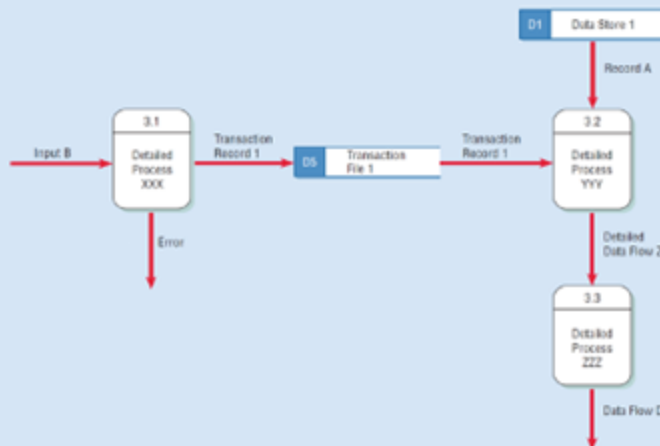 D1 Data Store 1
Record A
3.1
Detailed
Process
XXX
Input B
Transaction
Record 1
D5 Transaction
File 1
Transaction
Record 1
3.2
Detailed
Process
YYY
Error
Detailed
Data Flow
3.3
Detailed
Process
ZZZ
Data Flow